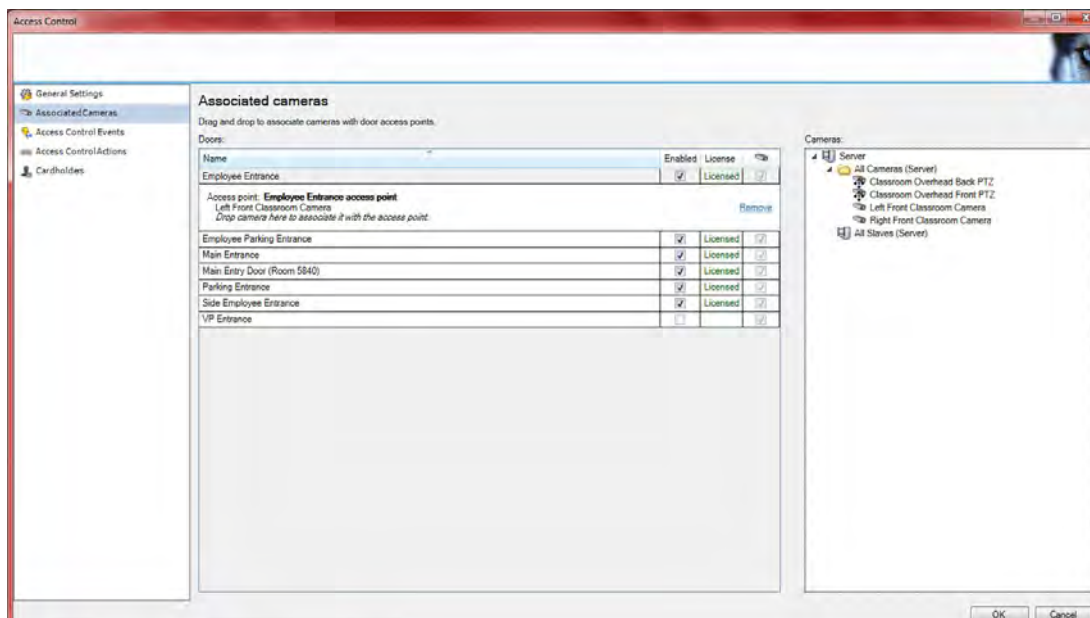 Access Control
General Settings
Associated Cameras
Access Control Events
Access Control Actions
Cardholders
Associated cameras
Drag and drop to associate cameras with door access points.
Doors:
Name Enabled License
Employee Entrance Licensed
Access point: Employee Entrance access point
Left Front Classroom Camera
Remove
Drop camera here to associate it with the access point.
Employee Parking Entrance Licensed
Main Entrance Licensed
Main Entry Door (Room 5840) Licensed
Parking Entrance Licensed
Side Employee Entrance Licensed
VP Entrance
Cameras:
Server
All Cameras (Server)
Classroom Overhead Back PTZ
Classroom Overhead Front PTZ
Left Front Classroom Camera
Right Front Classroom Camera
All Slaves (Server)
OK Cancel